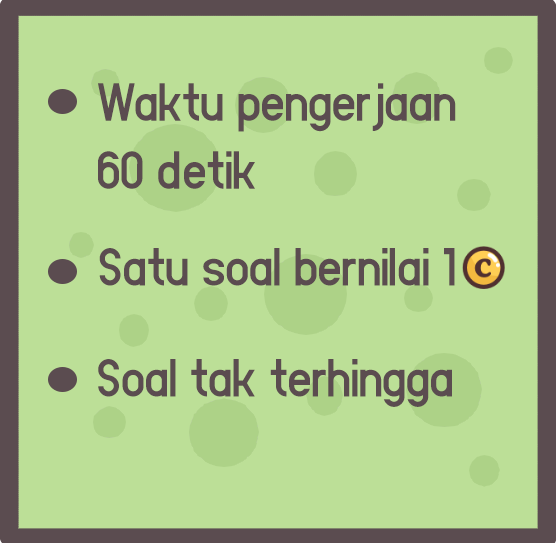 • Waktu pengerjaan
60 detik
• Satu soal bernilai 1 C
• Soal tak terhingga